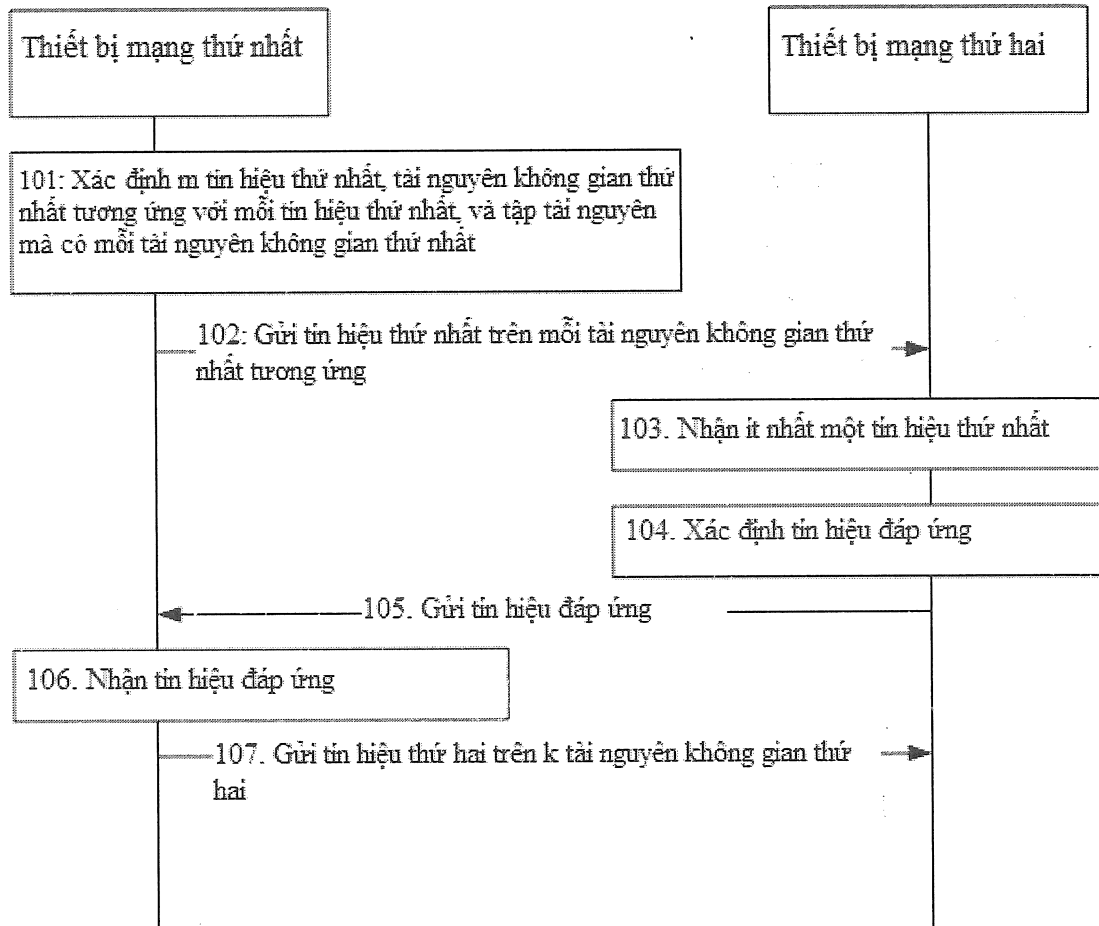 Thiết bị mạng thứ nhất
Thiết bị mạng thứ hai
101: Xác định m tín hiệu thứ nhất, tài nguyên không gian thứ
nhất tương ứng với mỗi tín hiệu thứ nhất, và tập tài nguyên
mà có mỗi tài nguyên không gian thứ nhất
102: Gửi tín hiệu thứ nhất trên mỗi tài nguyên không gian thứ
nhất tương ứng
103. Nhận ít nhất một tín hiệu thứ nhất
104. Xác định tín hiệu đáp ứng
105. Gửi tín hiệu đáp ứng
106. Nhận tín hiệu đáp ứng
107. Gửi tín hiệu thứ hai trên k tài nguyên không gian thứ
hai